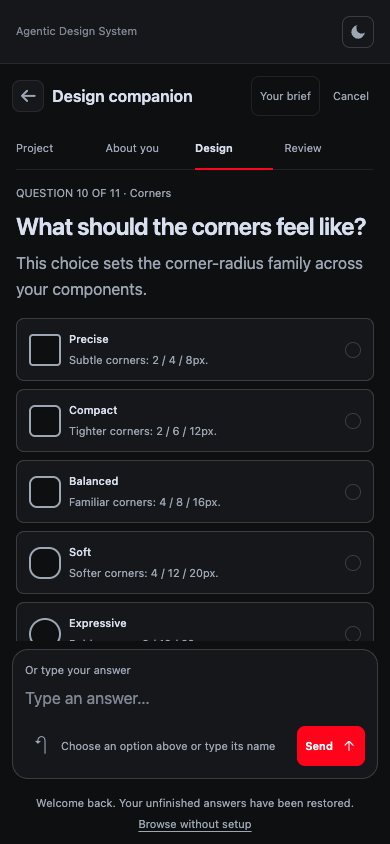 Agentic Design System
Design companion
Your brief
Cancel
Project
About you
Design
Review
QUESTION 10 OF 11 · Corners
What should the corners feel like?
This choice sets the corner-radius family across
your components.
Precise
Subtle corners: 2 / 4 / 8px.
Compact
Tighter corners: 2 / 6 / 12px.
Balanced
Familiar corners: 4 / 8 / 16px.
Soft
Softer corners: 4 / 12 / 20px.
Expressive
Or type your answer
Type an answer...
Choose an option above or type its name
Send
Welcome back. Your unfinished answers have been restored.
Browse without setup